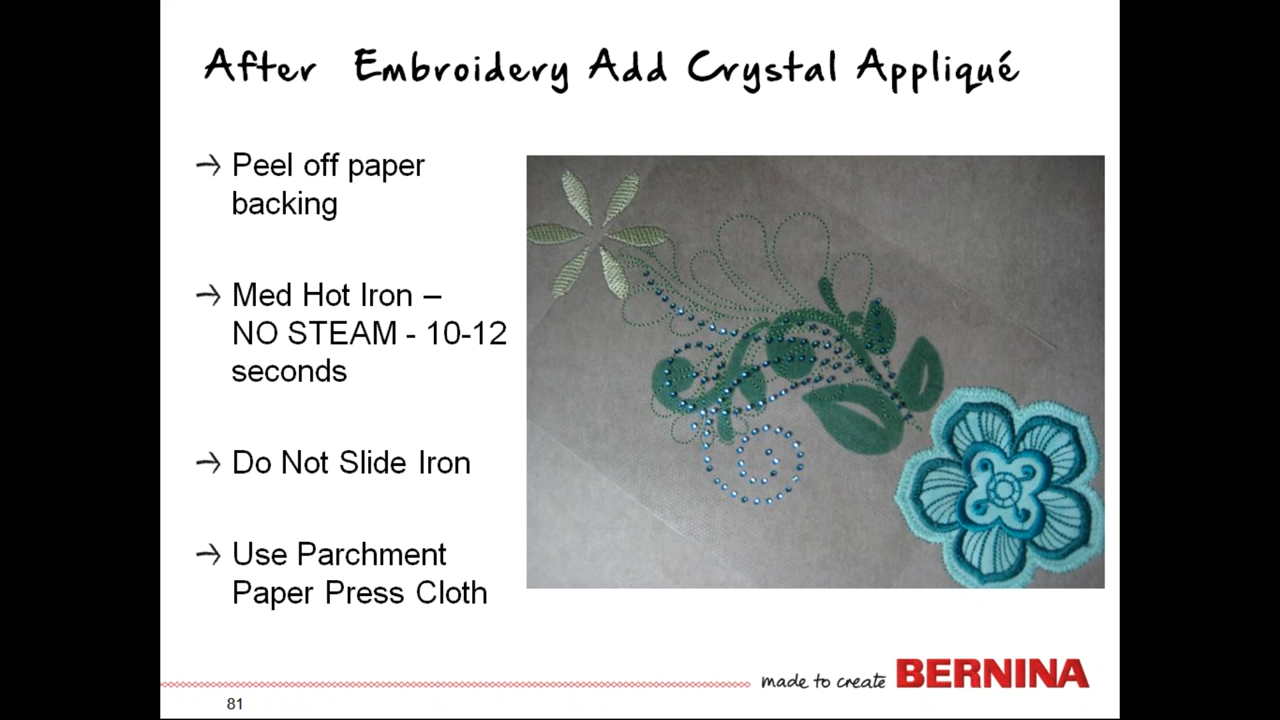 After Embroidery Add Crystal Appliqué
Peel off paper
backing
Med Hot Iron –
NO STEAM - 10-12
seconds
Do Not Slide Iron
Use Parchment
Paper Press Cloth
made to create BERNINA
81